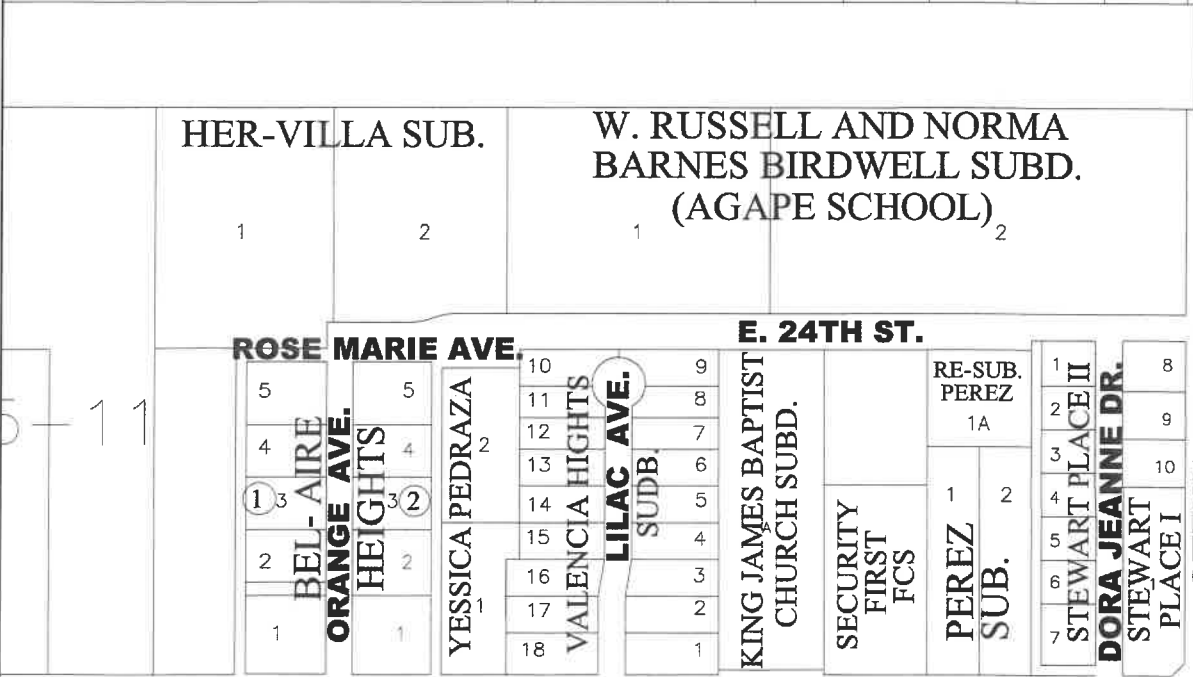 HER-VILLA SUB.
1
2
W. RUSSELL AND NORMA
BARNES BIRDWELL SUBD.
(AGAPE SCHOOL)
1
2
ROSE MARIE AVE.
E. 24TH ST.
5-11
5
4
3
2
1
1
BEL-AIRE
HEIGHTS
ORANGE AVE.
5
4
3
2
2
1
YESSICA PEDRAZA
2
YESSICA PEDRAZA
1
10
11
12
13
14
15
16
17
18
VALENCIA HIGHTS
SUDB.
LILAC AVE.
9
8
7
6
5
4
3
2
1
KING JAMES BAPTIST
CHURCH SUBD.
A
SECURITY
FIRST
FCS
RE-SUB.
PEREZ
1A
1
2
PEREZ
SUB.
1
2
3
4
5
6
7
STEWART PLACE II
DORA JEANNE DR.
8
9
10
STEWART
PLACE I